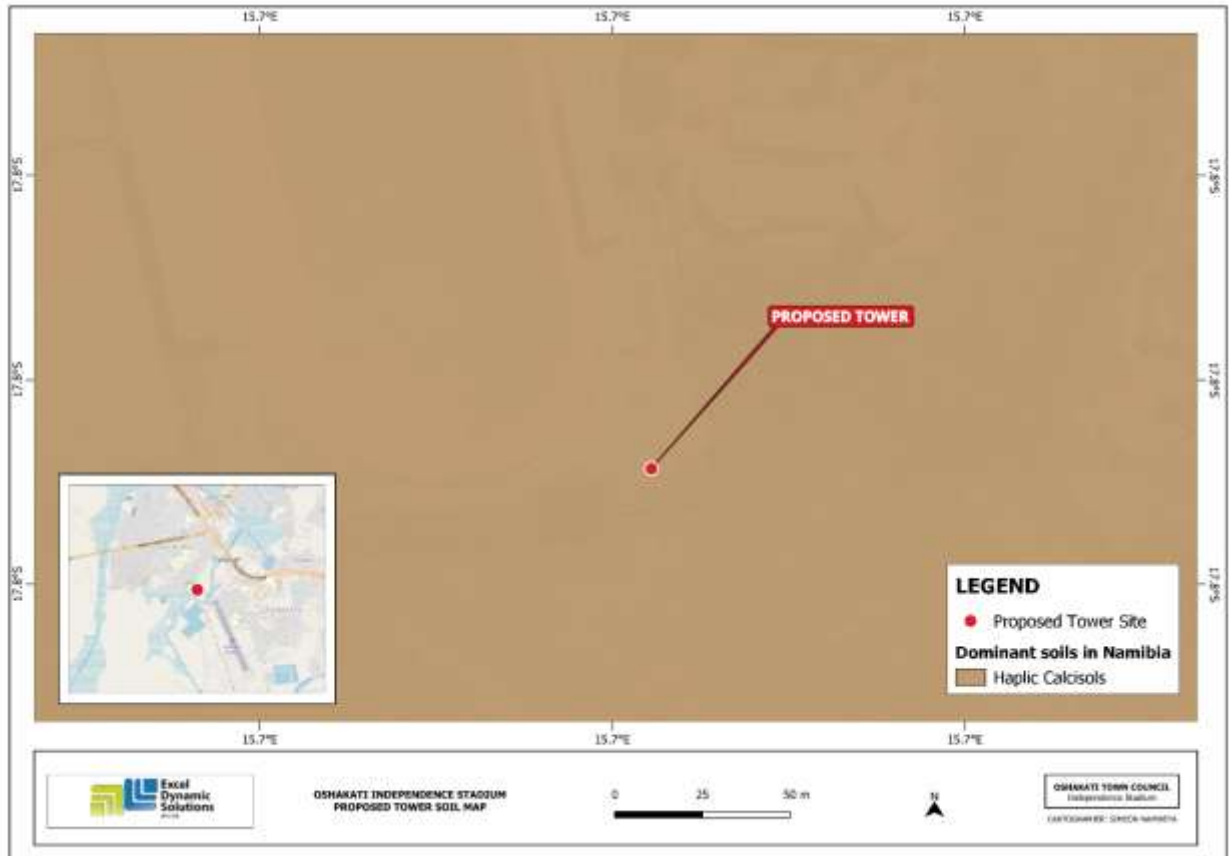 15.7°E
15.7°E
15.7°E
17.8°S
17.8°S
17.8°S
17.8°S
17.8°S
17.8°S
PROPOSED TOWER
LEGEND
Proposed Tower Site
Dominant soils in Namibia
Haplic Calcisols
15.7°E
15.7°E
15.7°E
Excel
Dynamic
Solutions
OSHAKATI INDEPENDENCE STADIUM
PROPOSED TOWER SOIL MAP
0 25 50 m
N
OSHAKATI TOWN COUNCIL
Independence Stadium
CARTOGRAPHER: SIMEON